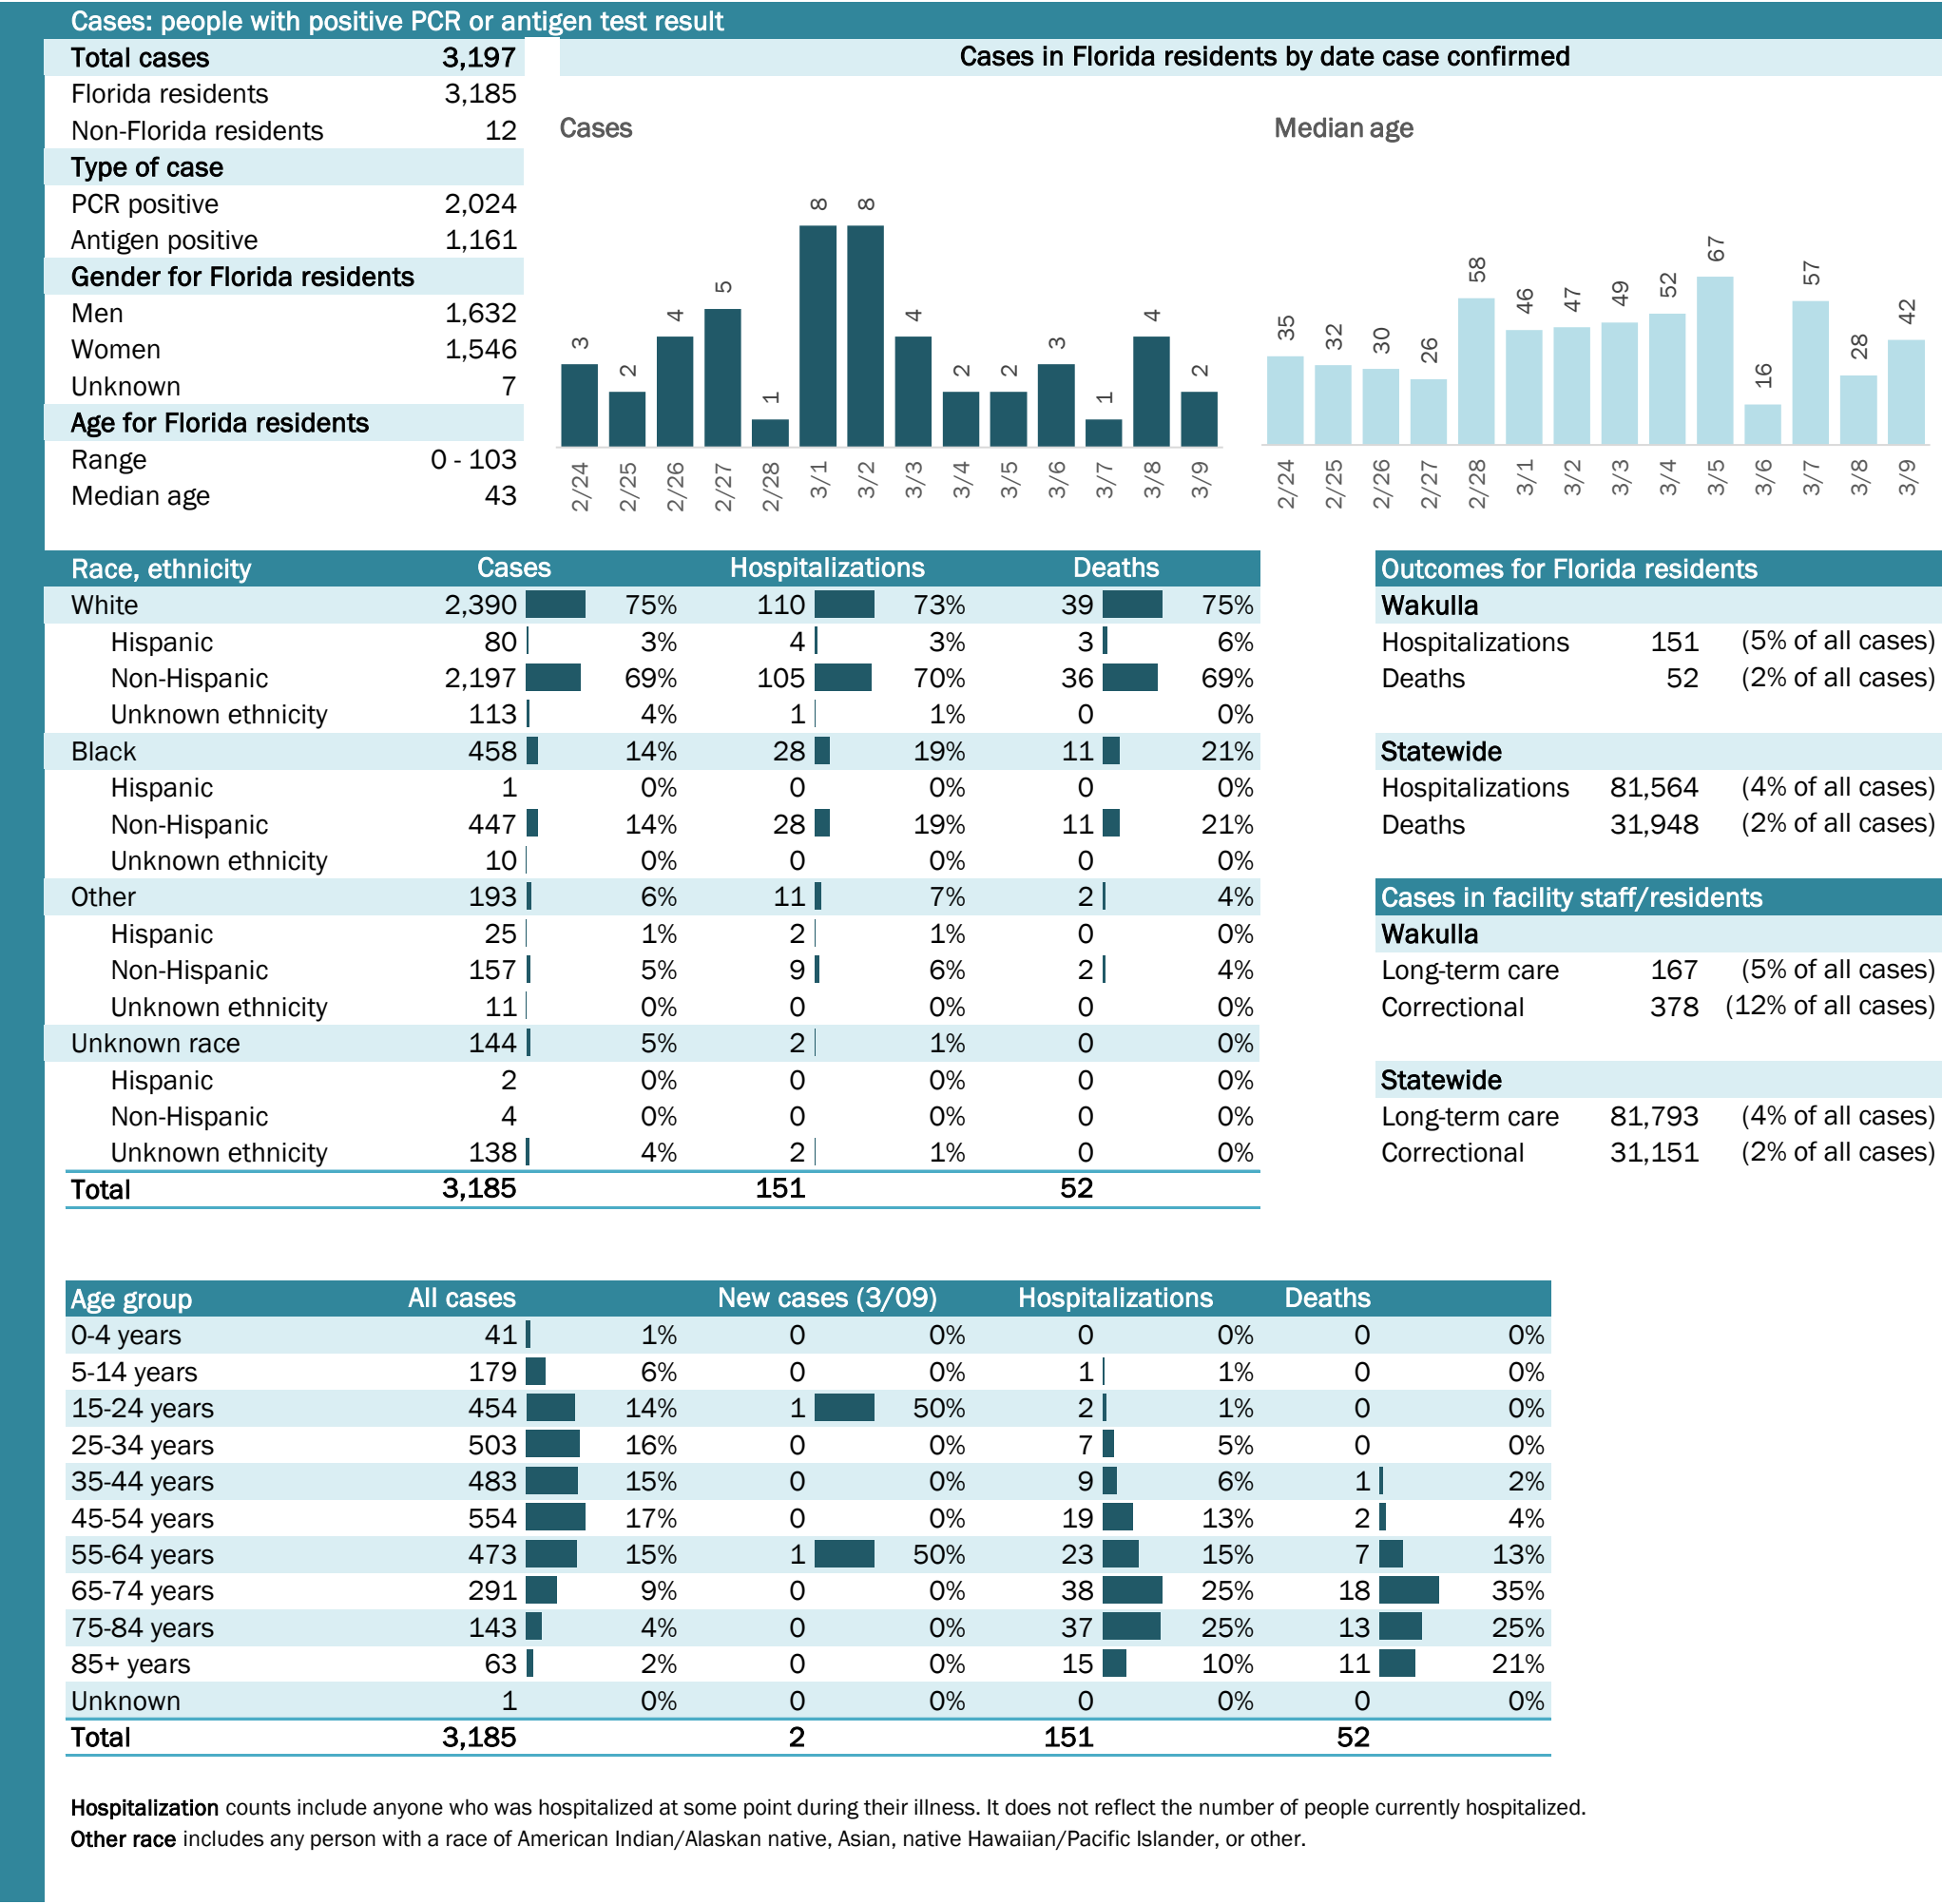 Cases: people with positive PCR or antigen test result
Total cases 3,197
Florida residents 3,185
Non-Florida residents 12
Type of case
PCR positive 2,024
Antigen positive 1,161
Gender for Florida residents
Men 1,632
Women 1,546
Unknown 7
Age for Florida residents
Range 0 - 103
Median age 43
Cases in Florida residents by date case confirmed
Cases
3 2 4 5 1 8 8 4 2 2 3 1 4 2
2/24 2/25 2/26 2/27 2/28 3/1 3/2 3/3 3/4 3/5 3/6 3/7 3/8 3/9
Median age
35 32 30 26 58 46 47 49 52 67 16 57 28 42
2/24 2/25 2/26 2/27 2/28 3/1 3/2 3/3 3/4 3/5 3/6 3/7 3/8 3/9
Race, ethnicity Cases Hospitalizations Deaths
White 2,390 75% 110 73% 39 75%
Hispanic 80 3% 4 3% 3 6%
Non-Hispanic 2,197 69% 105 70% 36 69%
Unknown ethnicity 113 4% 1 1% 0 0%
Black 458 14% 28 19% 11 21%
Hispanic 1 0% 0 0% 0 0%
Non-Hispanic 447 14% 28 19% 11 21%
Unknown ethnicity 10 0% 0 0% 0 0%
Other 193 6% 11 7% 2 4%
Hispanic 25 1% 2 1% 0 0%
Non-Hispanic 157 5% 9 6% 2 4%
Unknown ethnicity 11 0% 0 0% 0 0%
Unknown race 144 5% 2 1% 0 0%
Hispanic 2 0% 0 0% 0 0%
Non-Hispanic 4 0% 0 0% 0 0%
Unknown ethnicity 138 4% 2 1% 0 0%
Total 3,185 151 52
Outcomes for Florida residents
Wakulla
Hospitalizations 151 (5% of all cases)
Deaths 52 (2% of all cases)
Statewide
Hospitalizations 81,564 (4% of all cases)
Deaths 31,948 (2% of all cases)
Cases in facility staff/residents
Wakulla
Long-term care 167 (5% of all cases)
Correctional 378 (12% of all cases)
Statewide
Long-term care 81,793 (4% of all cases)
Correctional 31,151 (2% of all cases)
Age group All cases New cases (3/09) Hospitalizations Deaths
0-4 years 41 1% 0 0% 0 0% 0 0%
5-14 years 179 6% 0 0% 1 1% 0 0%
15-24 years 454 14% 1 50% 2 1% 0 0%
25-34 years 503 16% 0 0% 7 5% 0 0%
35-44 years 483 15% 0 0% 9 6% 1 2%
45-54 years 554 17% 0 0% 19 13% 2 4%
55-64 years 473 15% 1 50% 23 15% 7 13%
65-74 years 291 9% 0 0% 38 25% 18 35%
75-84 years 143 4% 0 0% 37 25% 13 25%
85+ years 63 2% 0 0% 15 10% 11 21%
Unknown 1 0% 0 0% 0 0% 0 0%
Total 3,185 2 151 52
Hospitalization counts include anyone who was hospitalized at some point during their illness. It does not reflect the number of people currently hospitalized.
Other race includes any person with a race of American Indian/Alaskan native, Asian, native Hawaiian/Pacific Islander, or other.